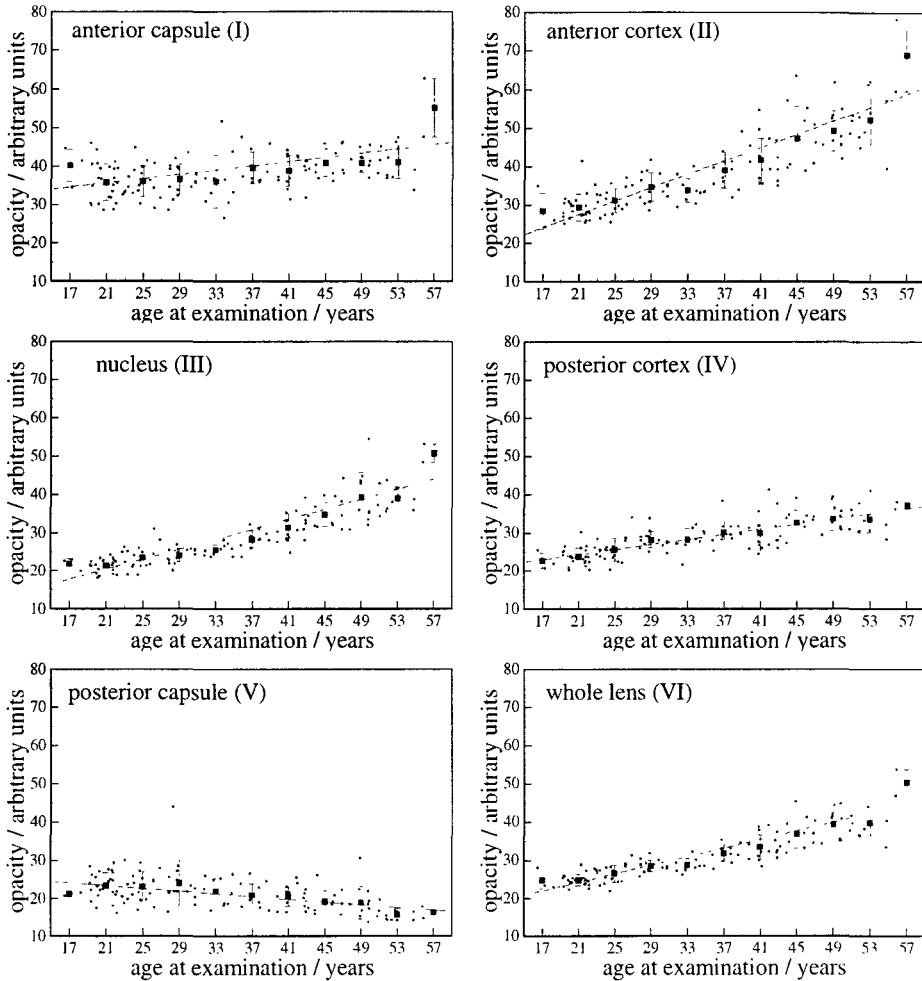 anterior capsule (I)
opacity / arbitrary units
80
70
60
50
40
30
20
10
17 21 25 29 33 37 41 45 49 53 57
age at examination / years
anterior cortex (II)
opacity / arbitrary units
80
70
60
50
40
30
20
10
17 21 25 29 33 37 41 45 49 53 57
age at examination / years
nucleus (III)
opacity / arbitrary units
80
70
60
50
40
30
20
10
17 21 25 29 33 37 41 45 49 53 57
age at examination / years
posterior cortex (IV)
opacity / arbitrary units
80
70
60
50
40
30
20
10
17 21 25 29 33 37 41 45 49 53 57
age at examination / years
posterior capsule (V)
opacity / arbitrary units
80
70
60
50
40
30
20
10
17 21 25 29 33 37 41 45 49 53 57
age at examination / years
whole lens (VI)
opacity / arbitrary units
80
70
60
50
40
30
20
10
17 21 25 29 33 37 41 45 49 53 57
age at examination / years